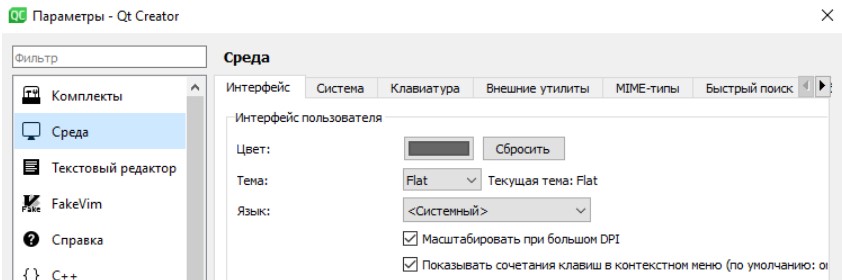 QC Параметры - Qt Creator
Фильтр
Комплекты
Среда
Текстовый редактор
Fake FakeVim
Справка
{ } C++
Среда
Интерфейс Система Клавиатура Внешние утилиты MIME-типы Быстрый поиск
Интерфейс пользователя
Цвет: Сбросить
Тема: Flat Текущая тема: Flat
Язык: <Системный>
Масштабировать при большом DPI
Показывать сочетания клавиш в контекстном меню (по умолчанию: